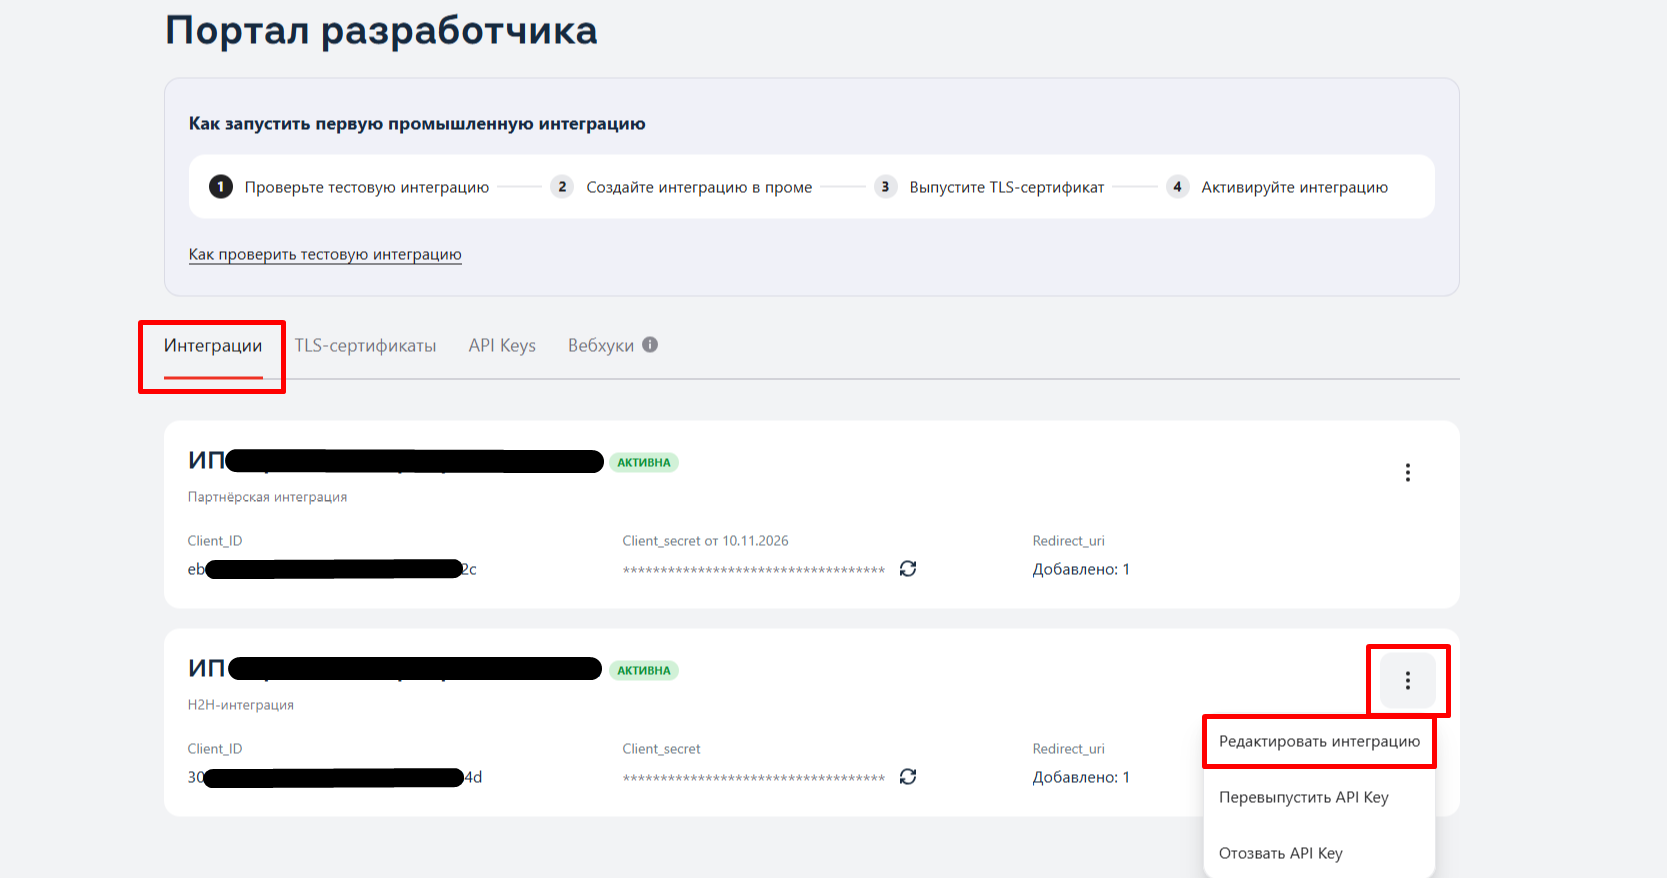 Портал разработчика
Как запустить первую промышленную интеграцию
1 Проверьте тестовую интеграцию 2 Создайте интеграцию в проме 3 Выпустите TLS-сертификат 4 Активируйте интеграцию
Как проверить тестовую интеграцию
Интеграции TLS-сертификаты API Keys Вебхуки
ИП АКТИВНА
Партнёрская интеграция
Client_ID Client_secret от 10.11.2026 Redirect_uri
eb 2c *********************************** Добавлено: 1
ИП АКТИВНА
H2H-интеграция
Client_ID Client_secret Redirect_uri
30 4d *********************************** Добавлено: 1
Редактировать интеграцию
Перевыпустить API Key
Отозвать API Key